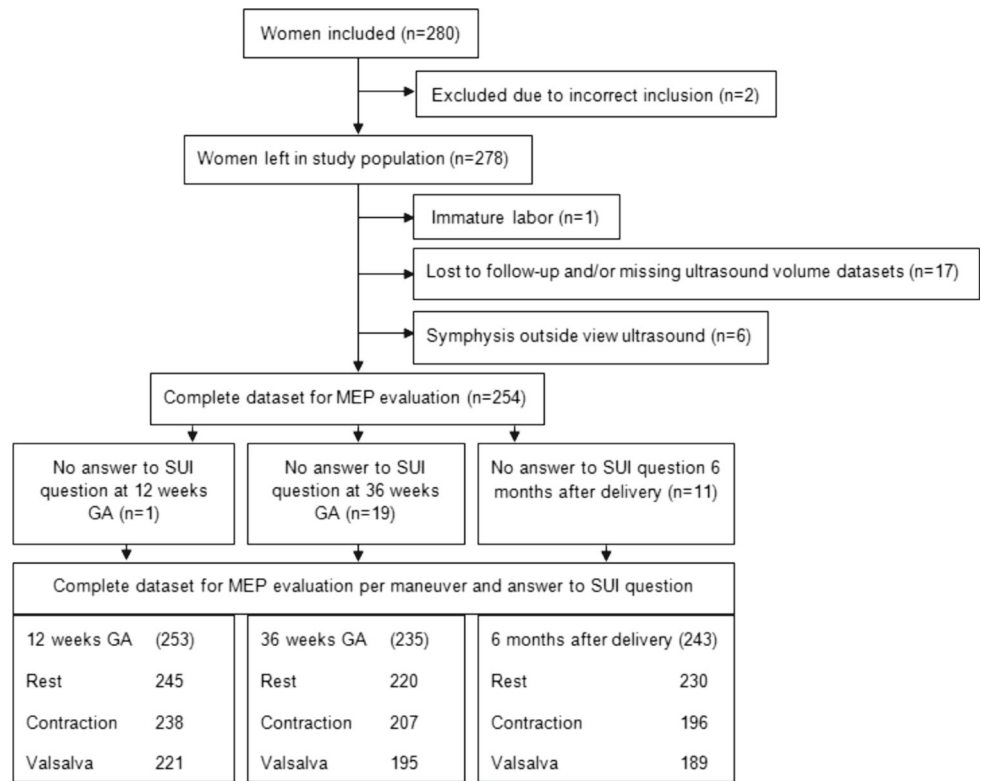 Women included (n=280)
Excluded due to incorrect inclusion (n=2)
Women left in study population (n=278)
Immature labor (n=1)
Lost to follow-up and/or missing ultrasound volume datasets (n=17)
Symphysis outside view ultrasound (n=6)
Complete dataset for MEP evaluation (n=254)
No answer to SUI
question at 12 weeks
GA (n=1)
No answer to SUI
question at 36 weeks
GA (n=19)
No answer to SUI question 6
months after delivery (n=11)
Complete dataset for MEP evaluation per maneuver and answer to SUI question
12 weeks GA (253)
Rest 245
Contraction 238
Valsalva 221
36 weeks GA (235)
Rest 220
Contraction 207
Valsalva 195
6 months after delivery (243)
Rest 230
Contraction 196
Valsalva 189